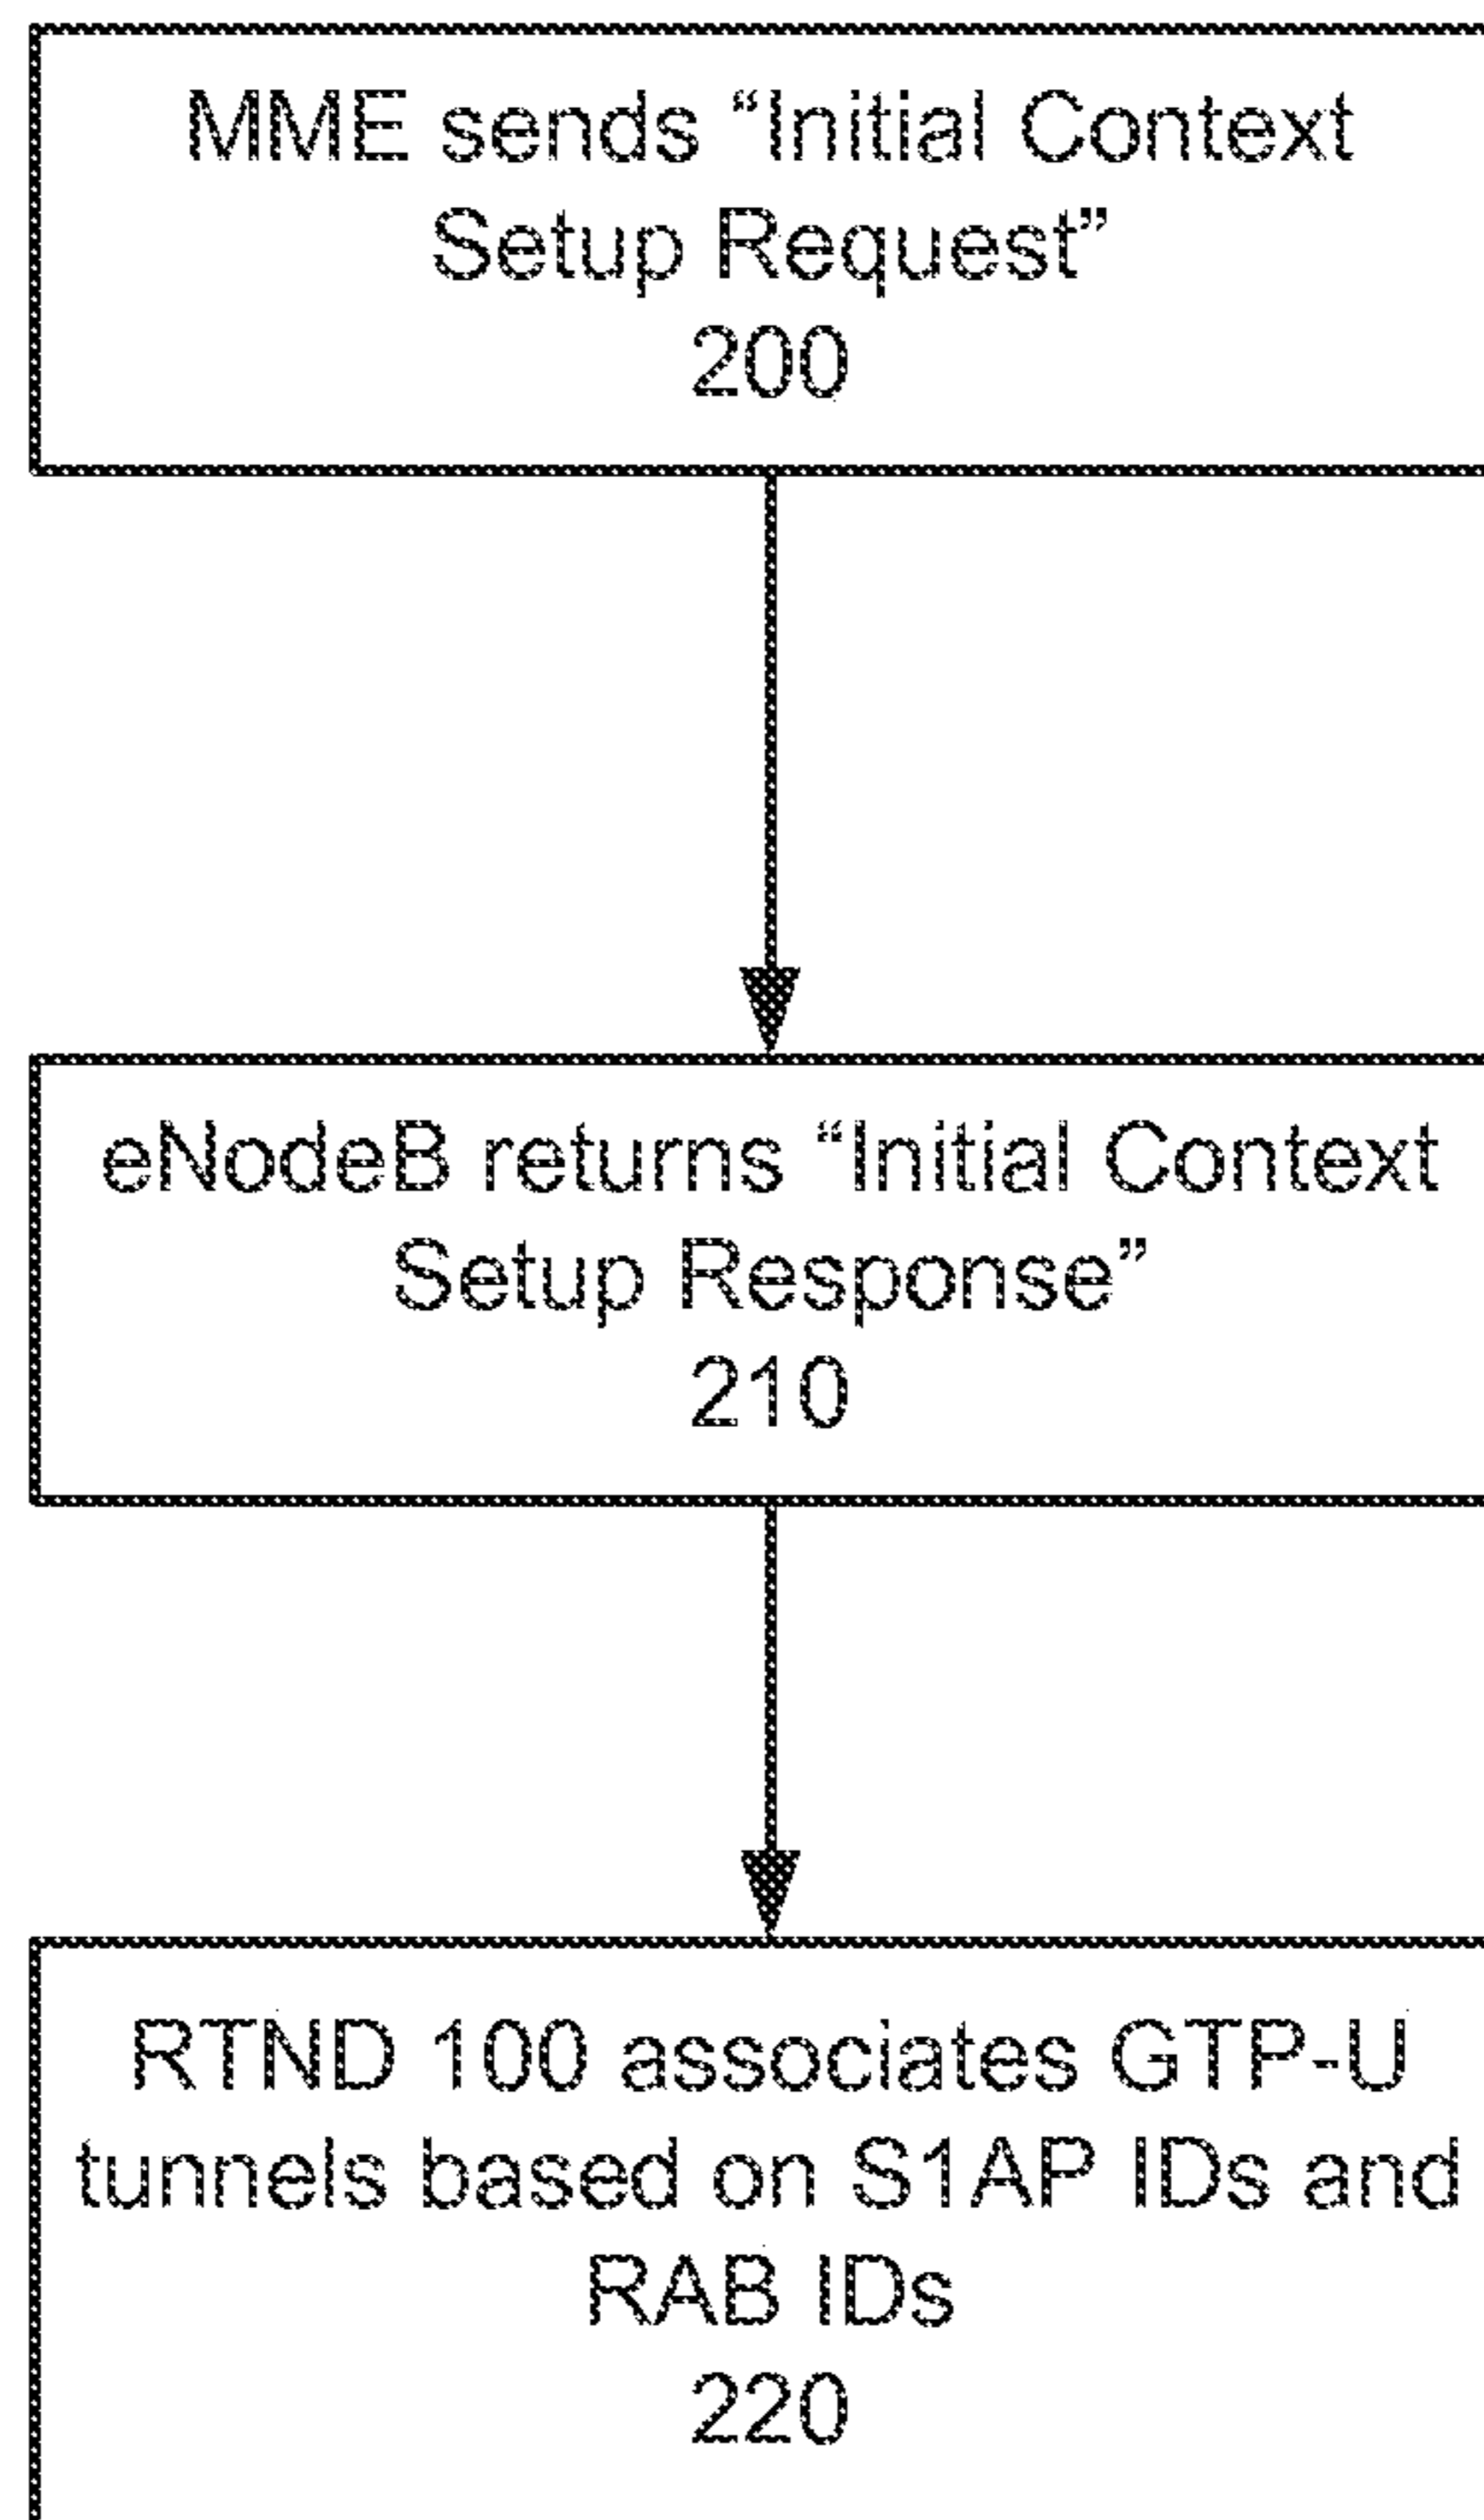 MME sends “Initial Context
Setup Request”
200
eNodeB returns “Initial Context
Setup Response”
210
RTND 100 associates GTP-U
tunnels based on S1AP IDs and
RAB IDs
220